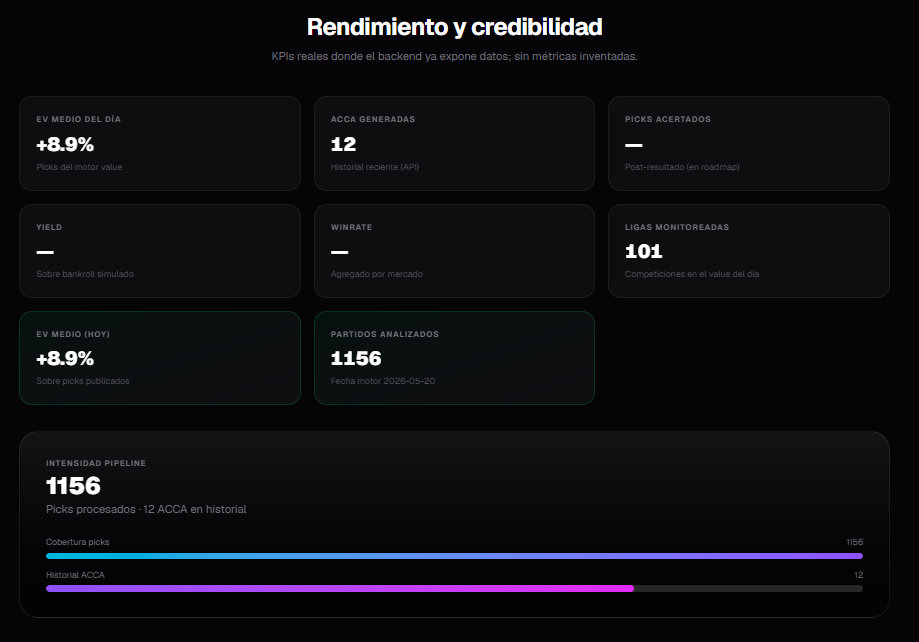 Rendimiento y credibilidad
KPIs reales donde el backend ya expone datos; sin métricas inventadas.
EV MEDIO DEL DÍA
+8.9%
Picks del motor value
ACCA GENERADAS
12
Historial reciente (API)
PICKS ACERTADOS
—
Post-resultado (en roadmap)
YIELD
—
Sobre bankroll simulado
WINRATE
—
Agregado por mercado
LIGAS MONITOREADAS
101
Competiciones en el value del día
EV MEDIO (HOY)
+8.9%
Sobre picks publicados
PARTIDOS ANALIZADOS
1156
Fecha motor 2026-05-20
INTENSIDAD PIPELINE
1156
Picks procesados · 12 ACCA en historial
Cobertura picks 1156
Historial ACCA 12